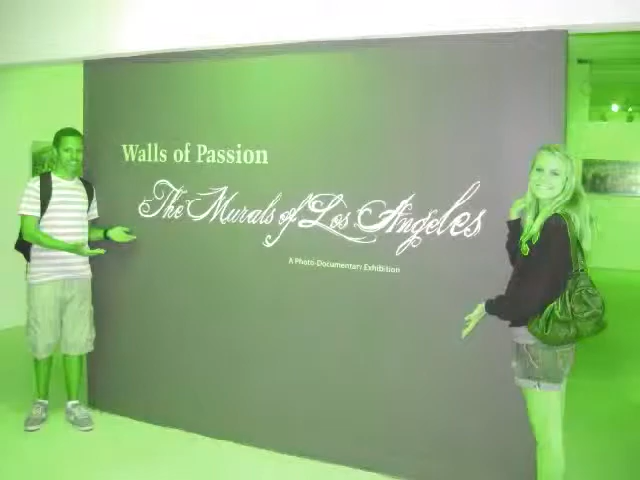 Walls of Passion
The Murals of Los Angeles
A Photo-Documentary Exhibition